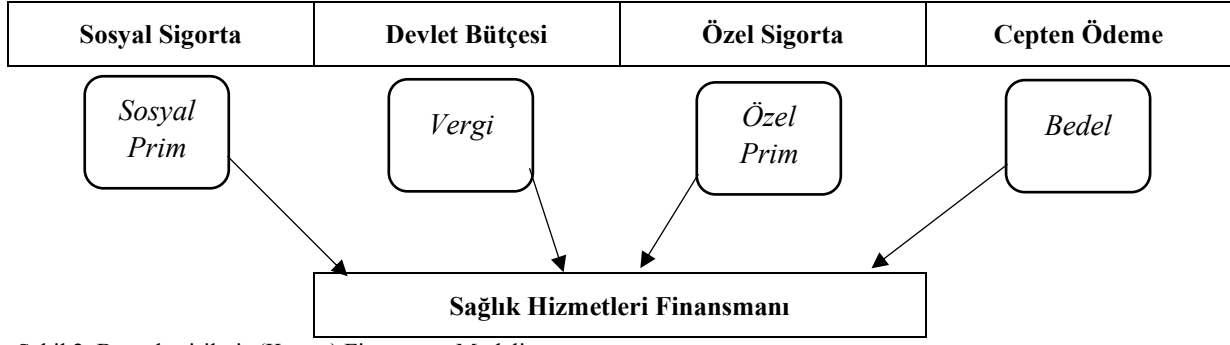 Sosyal Sigorta Devlet Bütçesi Özel Sigorta Cepten Ödeme
Sosyal
Prim
Vergi
Özel
Prim
Bedel
Sağlık Hizmetleri Finansmanı